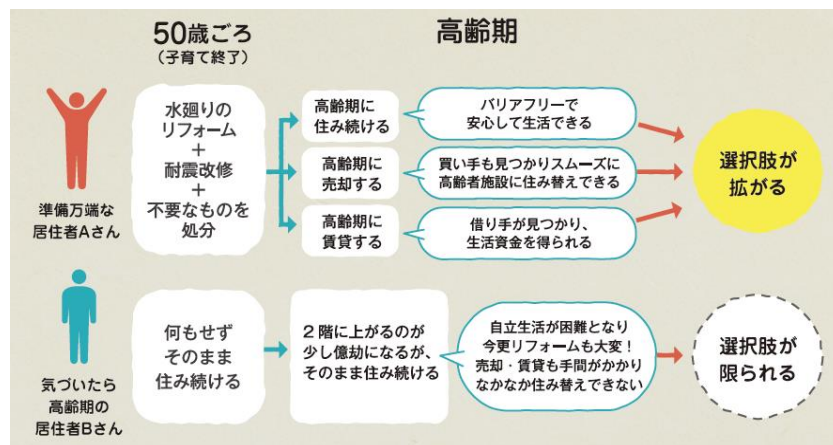 50歳ごろ
(子育て終了)
高齢期
準備万端な
居住者Aさん
水廻りの
リフォーム
+
耐震改修
+
不要なものを
処分
高齢期に
住み続ける
バリアフリーで
安心して生活できる
高齢期に
売却する
買い手も見つかりスムーズに
高齢者施設に住み替えできる
高齢期に
賃貸する
借り手が見つかり、
生活資金を得られる
選択肢が
拡がる
気づいたら
高齢期の
居住者Bさん
何もせず
そのまま
住み続ける
2階に上がるのが
少し億劫になるが、
そのまま住み続ける
自立生活が困難となり
今更リフォームも大変！
売却・賃貸も手間がかかり
なかなか住み替えできない
選択肢が
限られる